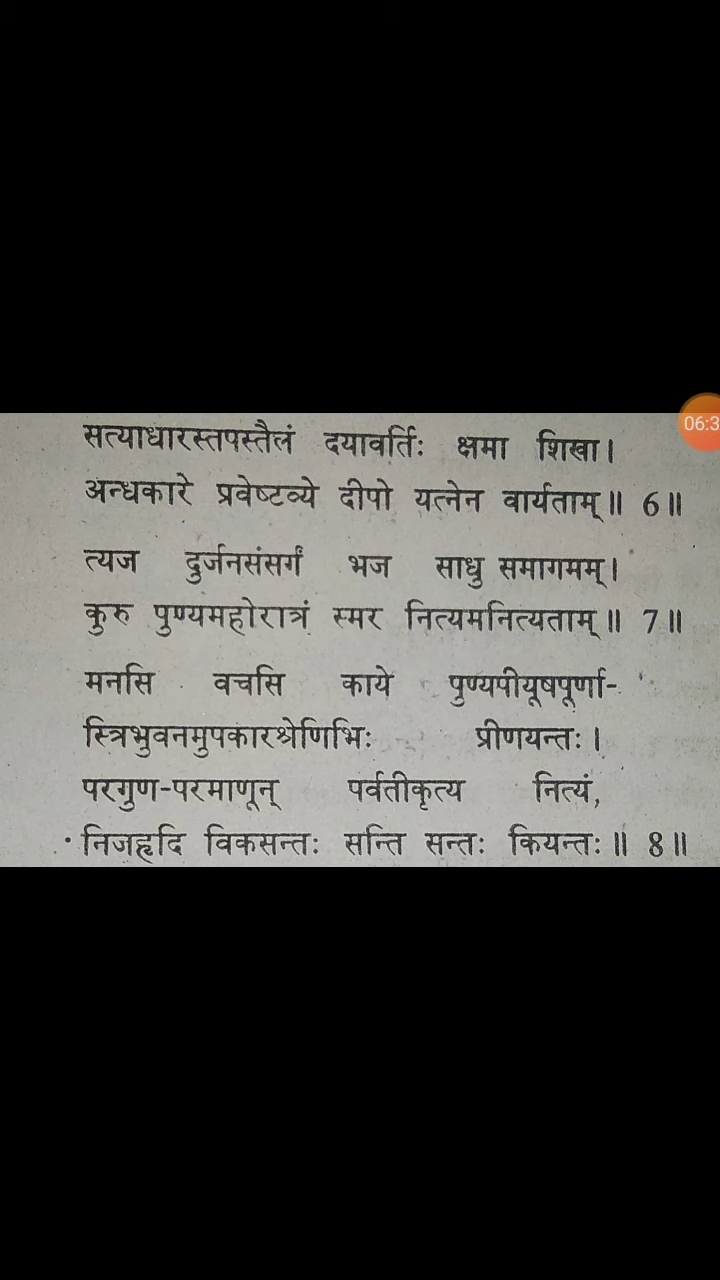 सत्याधारस्तपस्तैलं दयावर्तिः क्षमा शिखा।
अन्धकारे प्रवेष्टव्ये दीपो यत्नेन वार्यताम्॥ 6॥
त्यज दुर्जनसंसर्गं भज साधु समागमम्।
कुरु पुण्यमहोरात्रं स्मर नित्यमनित्यताम्॥ 7॥
मनसि वचसि काये पुण्यपीयूषपूर्णा-
स्त्रिभुवनमुपकारश्रेणिभिः प्रीणयन्तः।
परगुण-परमाणून् पर्वतीकृत्य नित्यं,
निजहृदि विकसन्तः सन्ति सन्तः कियन्तः॥ 8॥
06:3